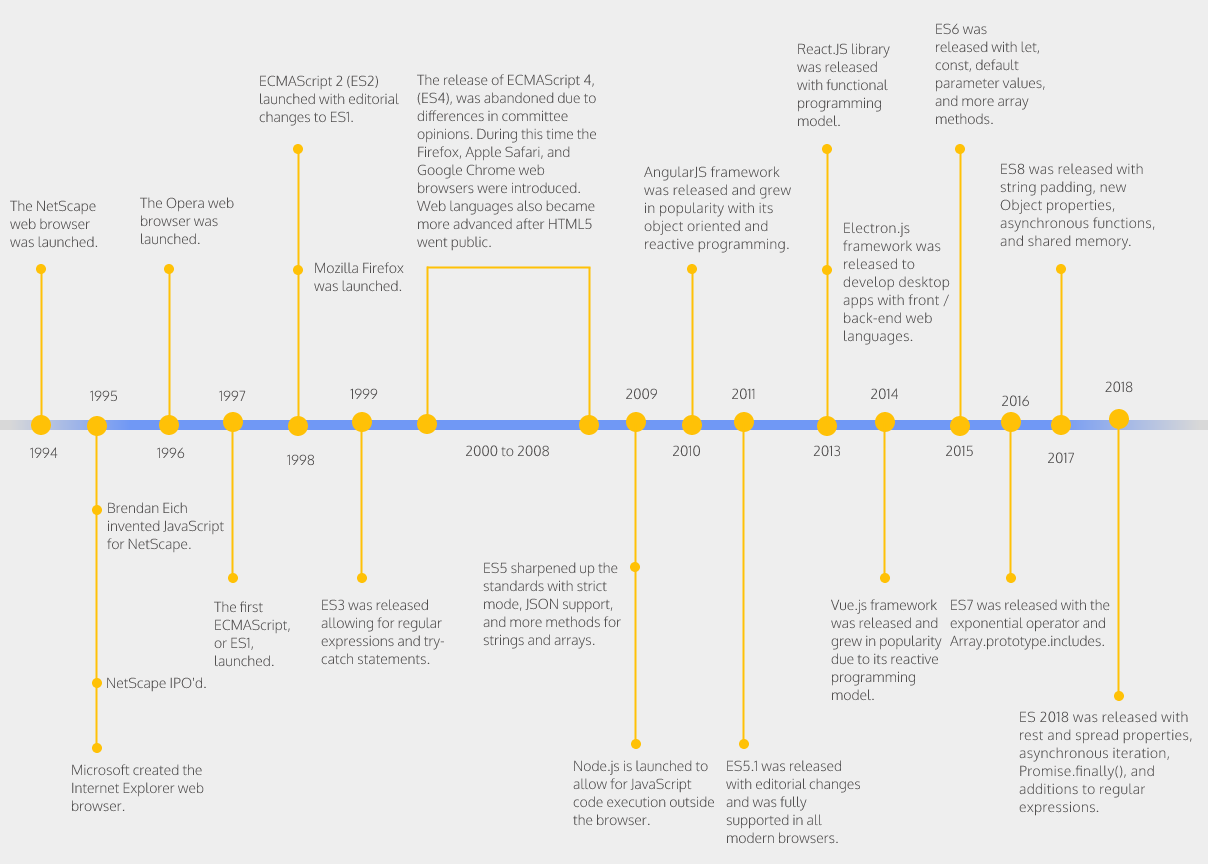 The NetScape
web browser
was launched.
1994
1995
Brendan Eich
invented JavaScript
for NetScape.
NetScape IPO'd.
Microsoft created the
Internet Explorer web
browser.
The Opera web
browser was
launched.
1996
1997
The first
ECMAScript,
or ES1,
launched.
ECMAScript 2 (ES2)
launched with editorial
changes to ES1.
Mozilla Firefox
was launched.
1998
1999
ES3 was released
allowing for regular
expressions and try-
catch statements.
The release of ECMAScript 4,
(ES4), was abandoned due to
differences in committee
opinions. During this time the
Firefox, Apple Safari, and
Google Chrome web
browsers were introduced.
Web languages also became
more advanced after HTML5
went public.
2000 to 2008
2009
ES5 sharpened up the
standards with strict
mode, JSON support,
and more methods for
strings and arrays.
Node.js is launched to
allow for JavaScript
code execution outside
the browser.
AngularJS framework
was released and grew
in popularity with its
object oriented and
reactive programming.
2010
2011
ES5.1 was released
with editorial changes
and was fully
supported in all
modern browsers.
React.JS library
was released
with functional
programming
model.
Electron.js
framework was
released to
develop desktop
apps with front /
back-end web
languages.
2013
2014
Vue.js framework
was released and
grew in popularity
due to its reactive
programming
model.
ES6 was
released with let,
const, default
parameter values,
and more array
methods.
2015
2016
ES7 was released with the
exponential operator and
Array.prototype.includes.
ES8 was released with
string padding, new
Object properties,
asynchronous functions,
and shared memory.
2017
2018
ES 2018 was released with
rest and spread properties,
asynchronous iteration,
Promise.finally(), and
additions to regular
expressions.